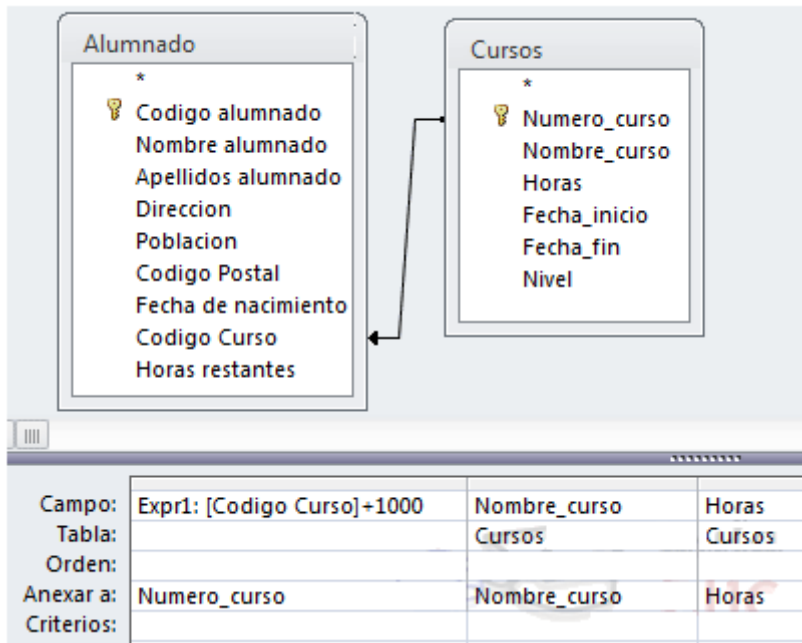 Alumnado
*
Codigo alumnado
Nombre alumnado
Apellidos alumnado
Direccion
Poblacion
Codigo Postal
Fecha de nacimiento
Codigo Curso
Horas restantes
Cursos
*
Numero_curso
Nombre_curso
Horas
Fecha_inicio
Fecha_fin
Nivel
Campo: Expr1: [Codigo Curso]+1000 Nombre_curso Horas
Tabla: Cursos Cursos
Orden:
Anexar a: Numero_curso Nombre_curso Horas
Criterios: